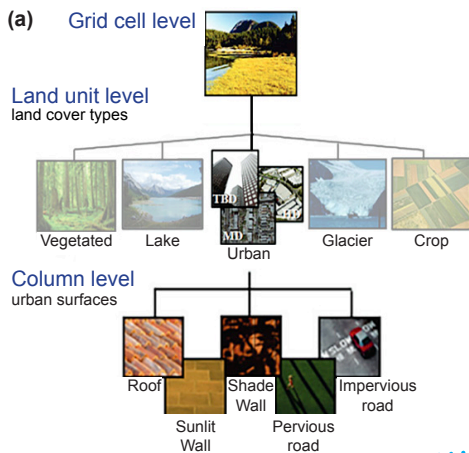 (a)
Grid cell level
Land unit level
land cover types
TBD
MD
Vegetated
Lake
Urban
Glacier
Crop
Column level
urban surfaces
Roof
Shade
Wall
Impervious
road
Sunlit
Wall
Pervious
road